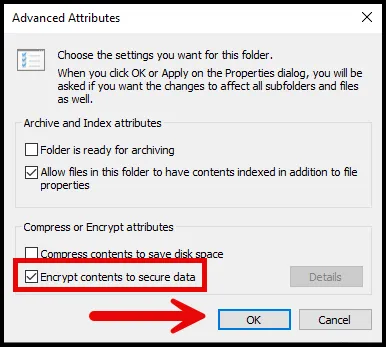 Advanced Attributes
Choose the settings you want for this folder.
When you click OK or Apply on the Properties dialog, you will be
asked if you want the changes to affect all subfolders and files
as well.
Archive and Index attributes
Folder is ready for archiving
Allow files in this folder to have contents indexed in addition to file
properties
Compress or Encrypt attributes
Compress contents to save disk space
Encrypt contents to secure data
Details
OK
Cancel